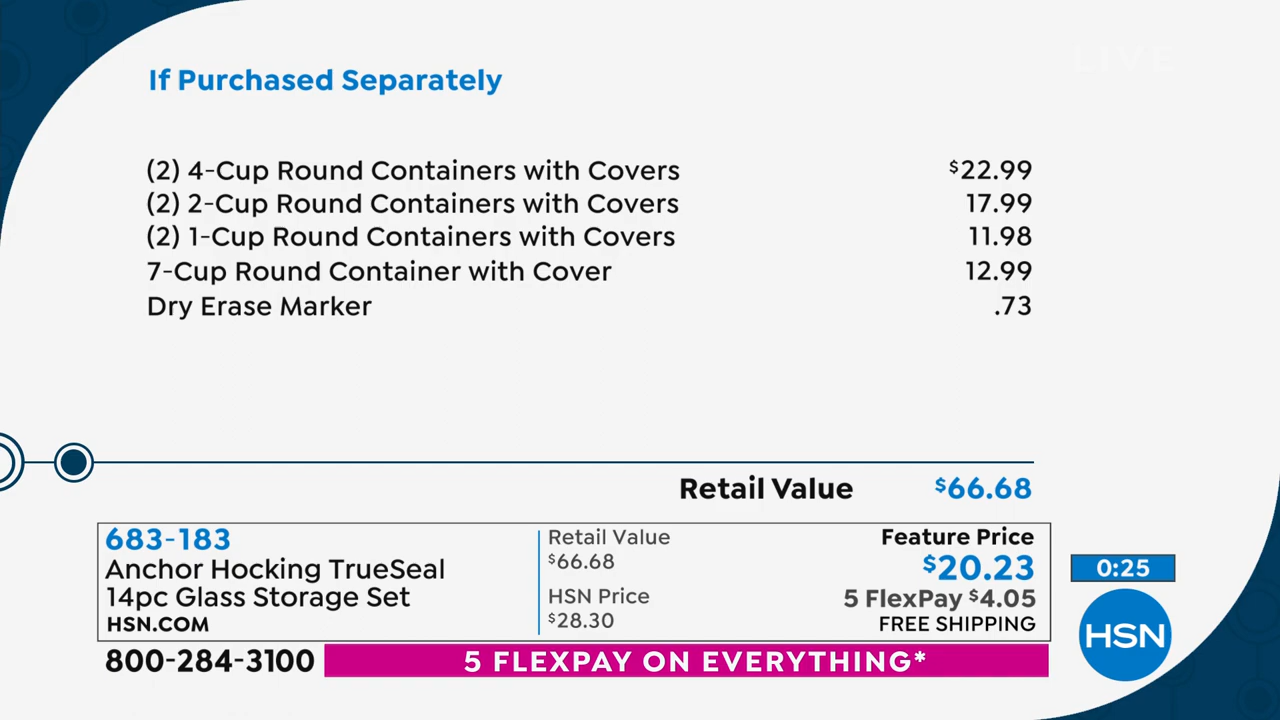 LIVE
If Purchased Separately
(2) 4-Cup Round Containers with Covers $22.99
(2) 2-Cup Round Containers with Covers 17.99
(2) 1-Cup Round Containers with Covers 11.98
7-Cup Round Container with Cover 12.99
Dry Erase Marker .73
Retail Value $66.68
683-183
Anchor Hocking TrueSeal
14pc Glass Storage Set
HSN.COM
Retail Value
$66.68
HSN Price
$28.30
Feature Price
$20.23
5 FlexPay $4.05
FREE SHIPPING
0:25
HSN
800-284-3100
5 FLEXPAY ON EVERYTHING*